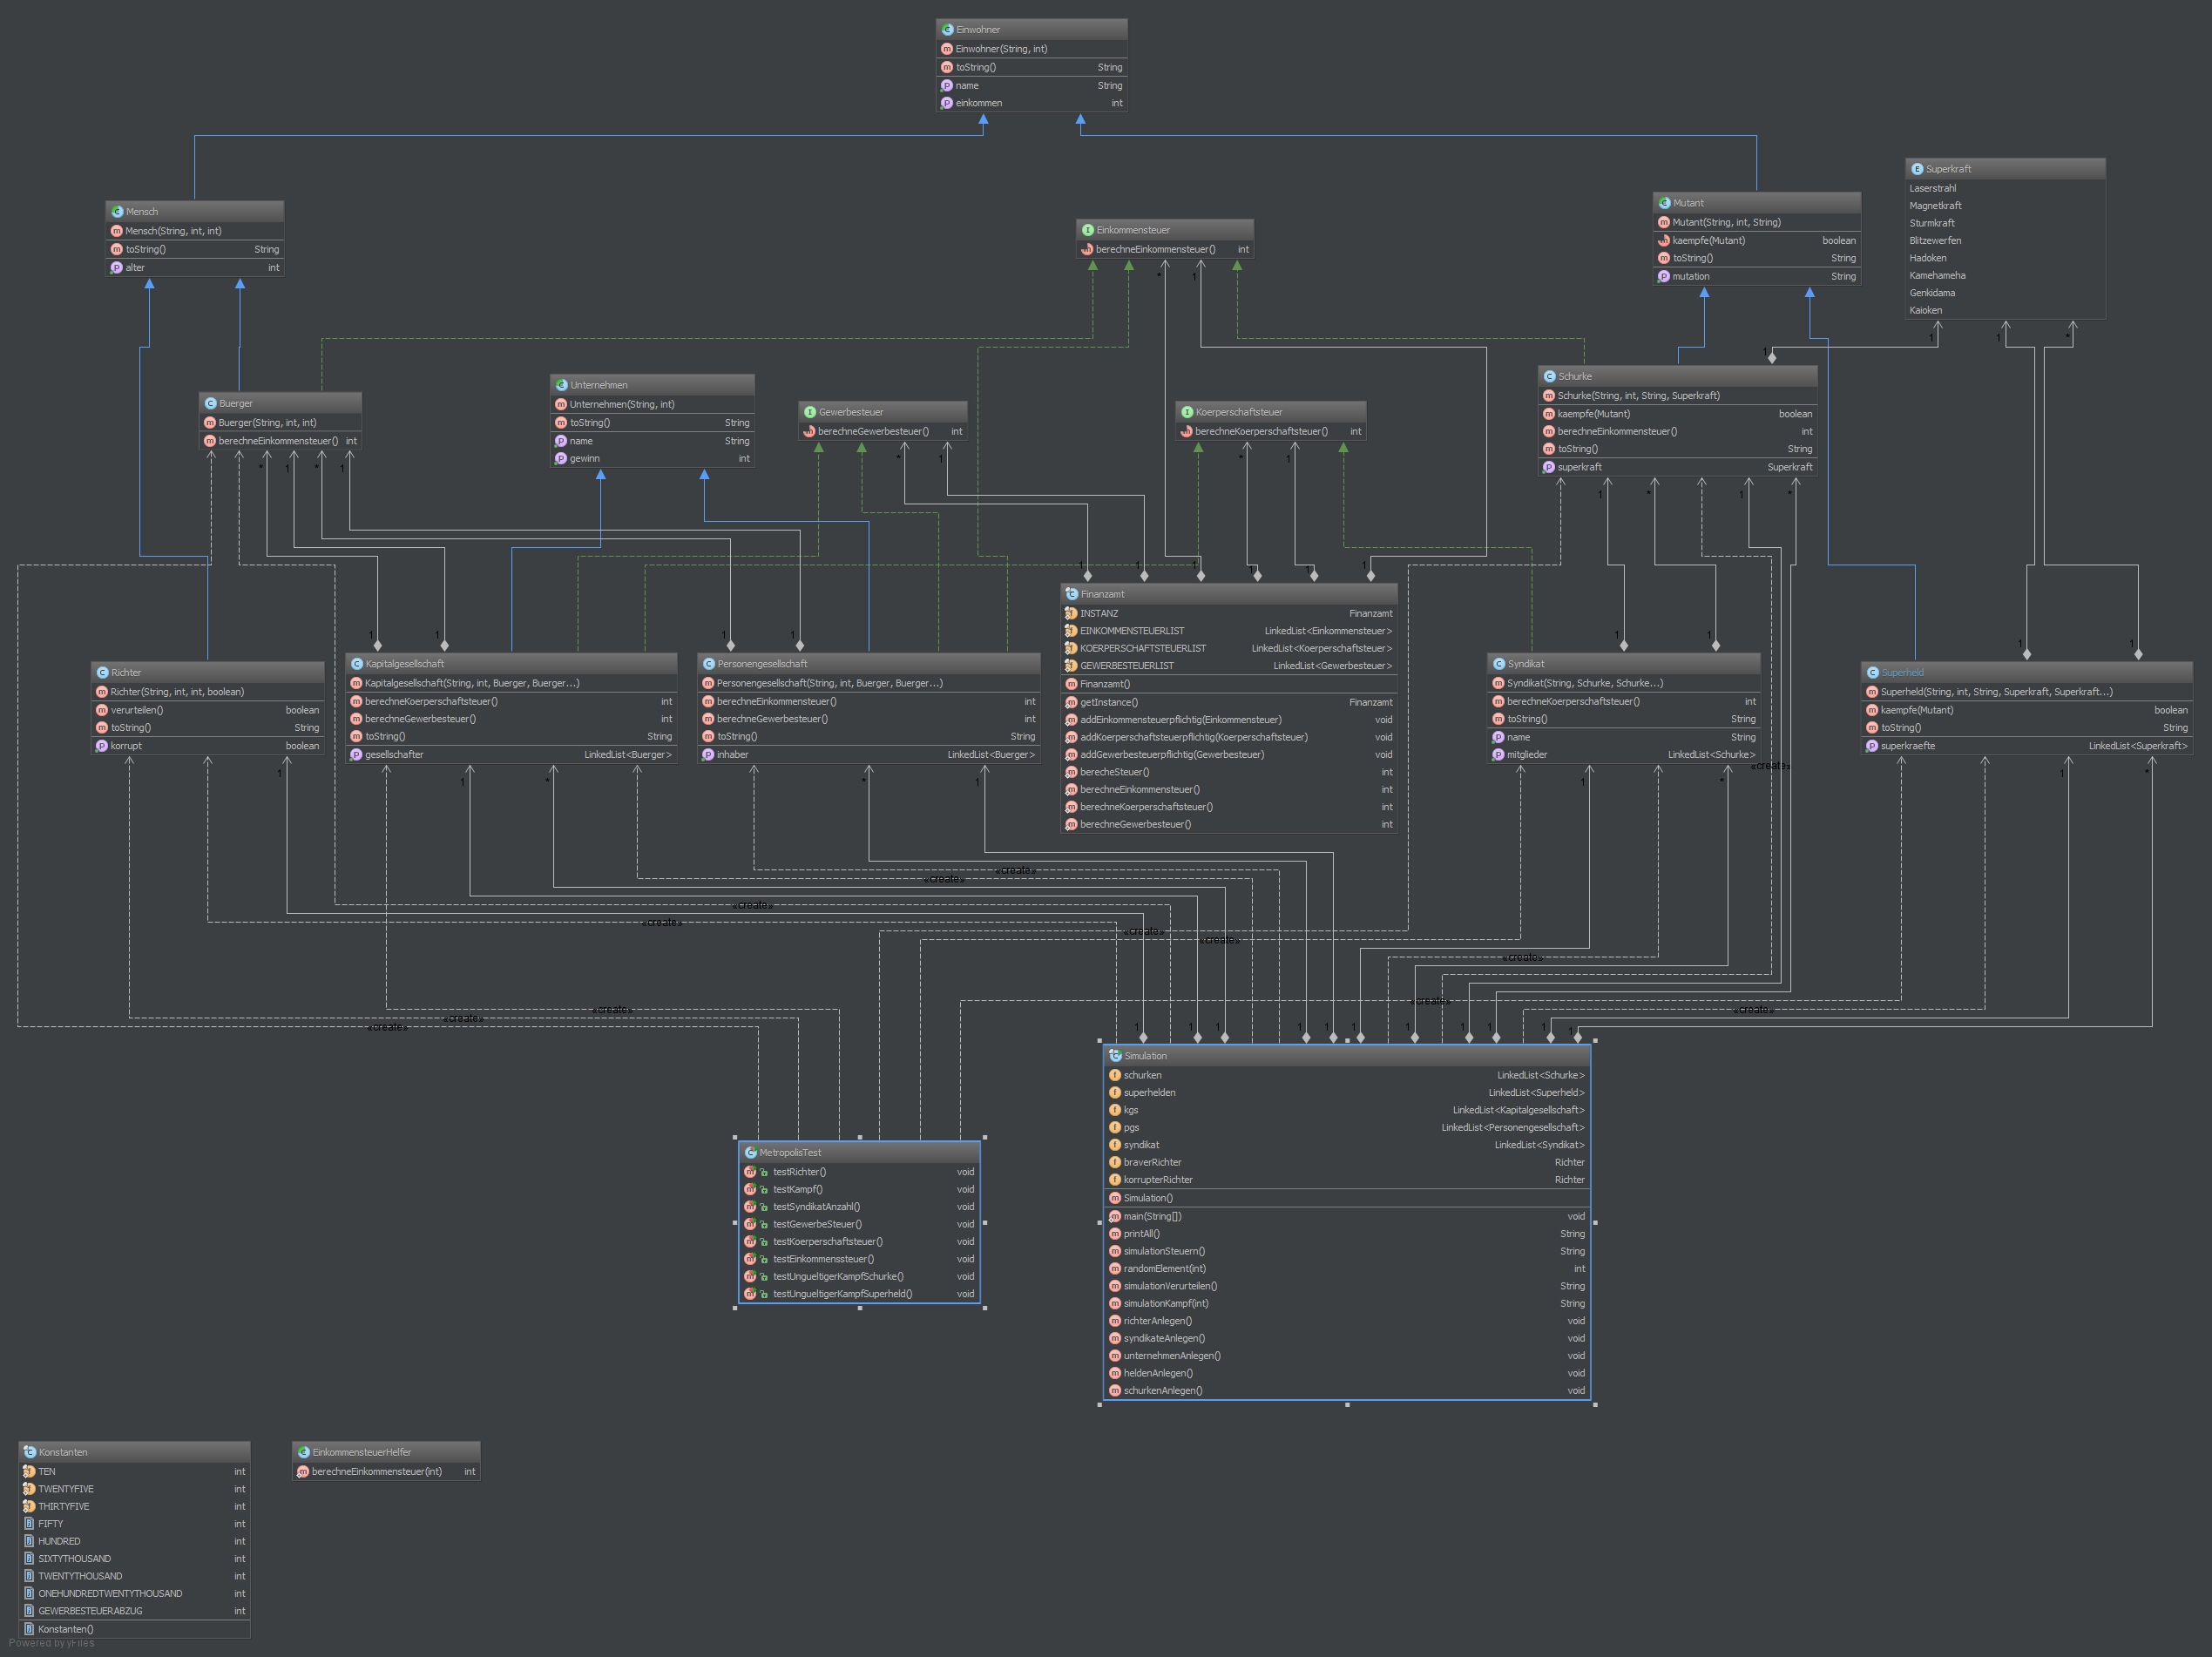 Einwohner
Einwohner(String, int)
toString() String
name String
einkommen int
Mensch
Mensch(String, int, int)
toString() String
alter int
Mutant
Mutant(String, int, String)
kaempfe(Mutant) boolean
toString() String
mutation String
Superkraft
Laserstrahl
Magnetkraft
Sturmkraft
Blitzewerfen
Hadoken
Kamehameha
Genkidama
Kaioken
Einkommensteuer
berechneEinkommensteuer() int
Buerger
Buerger(String, int, int)
berechneEinkommensteuer() int
Unternehmen
Unternehmen(String, int)
toString() String
name String
gewinn int
Gewerbesteuer
berechneGewerbesteuer() int
Koerperschaftsteuer
berechneKoerperschaftsteuer() int
Schurke
Schurke(String, int, String, Superkraft)
kaempfe(Mutant) boolean
berechneEinkommensteuer() int
toString() String
superkraft Superkraft
Richter
Richter(String, int, int, boolean)
verurteilen() boolean
toString() String
korrupt boolean
Kapitalgesellschaft
Kapitalgesellschaft(String, int, Buerger, Buerger...)
berechneKoerperschaftsteuer() int
berechneGewerbesteuer() int
toString() String
gesellschafter LinkedList<Buerger>
Personengesellschaft
Personengesellschaft(String, int, Buerger, Buerger...)
berechneEinkommensteuer() int
berechneGewerbesteuer() int
toString() String
inhaber LinkedList<Buerger>
Finanzamt
INSTANZ Finanzamt
EINKOMMENSTEUERLIST LinkedList<Einkommensteuer>
KOERPERSCHAFTSTEUERLIST LinkedList<Koerperschaftsteuer>
GEWERBESTEUERLIST LinkedList<Gewerbesteuer>
Finanzamt()
getInstance() Finanzamt
addEinkommensteuerpflichtig(Einkommensteuer) void
addKoerperschaftsteuerpflichtig(Koerperschaftsteuer) void
addGewerbesteuerpflichtig(Gewerbesteuer) void
berecheSteuer() int
berechneEinkommensteuer() int
berechneKoerperschaftsteuer() int
berechneGewerbesteuer() int
Syndikat
Syndikat(String, Schurke, Schurke...)
berechneKoerperschaftsteuer() int
toString() String
name String
mitglieder LinkedList<Schurke>
Superheld
Superheld(String, int, String, Superkraft, Superkraft...)
kaempfe(Mutant) boolean
toString() String
superkraefte LinkedList<Superkraft>
«create»
«create»
«create»
«create»
«create»
«create»
«create»
«create»
«create»
«create»
«create»
«create»
«create»
MetropolisTest
testRichter() void
testKampf() void
testSyndikatAnzahl() void
testGewerbeSteuer() void
testKoerperschaftsteuer() void
testEinkommenssteuer() void
testUngueltigerKampfSchurke() void
testUngueltigerKampfSuperheld() void
Simulation
schurken LinkedList<Schurke>
superhelden LinkedList<Superheld>
kgs LinkedList<Kapitalgesellschaft>
pgs LinkedList<Personengesellschaft>
syndikat LinkedList<Syndikat>
braverRichter Richter
korrupterRichter Richter
Simulation()
main(String[]) void
printAll() String
simulationSteuern() String
randomElement(int) int
simulationVerurteilen() String
simulationKampf(int) String
richterAnlegen() void
syndikateAnlegen() void
unternehmenAnlegen() void
heldenAnlegen() void
schurkenAnlegen() void
Konstanten
TEN int
TWENTYFIVE int
THIRTYFIVE int
FIFTY int
HUNDRED int
SIXTYTHOUSAND int
TWENTYTHOUSAND int
ONEHUNDREDTWENTYTHOUSAND int
GEWERBESTEUERABZUG int
Konstanten()
EinkommensteuerHelfer
berechneEinkommensteuer(int) int
Powered by yFiles